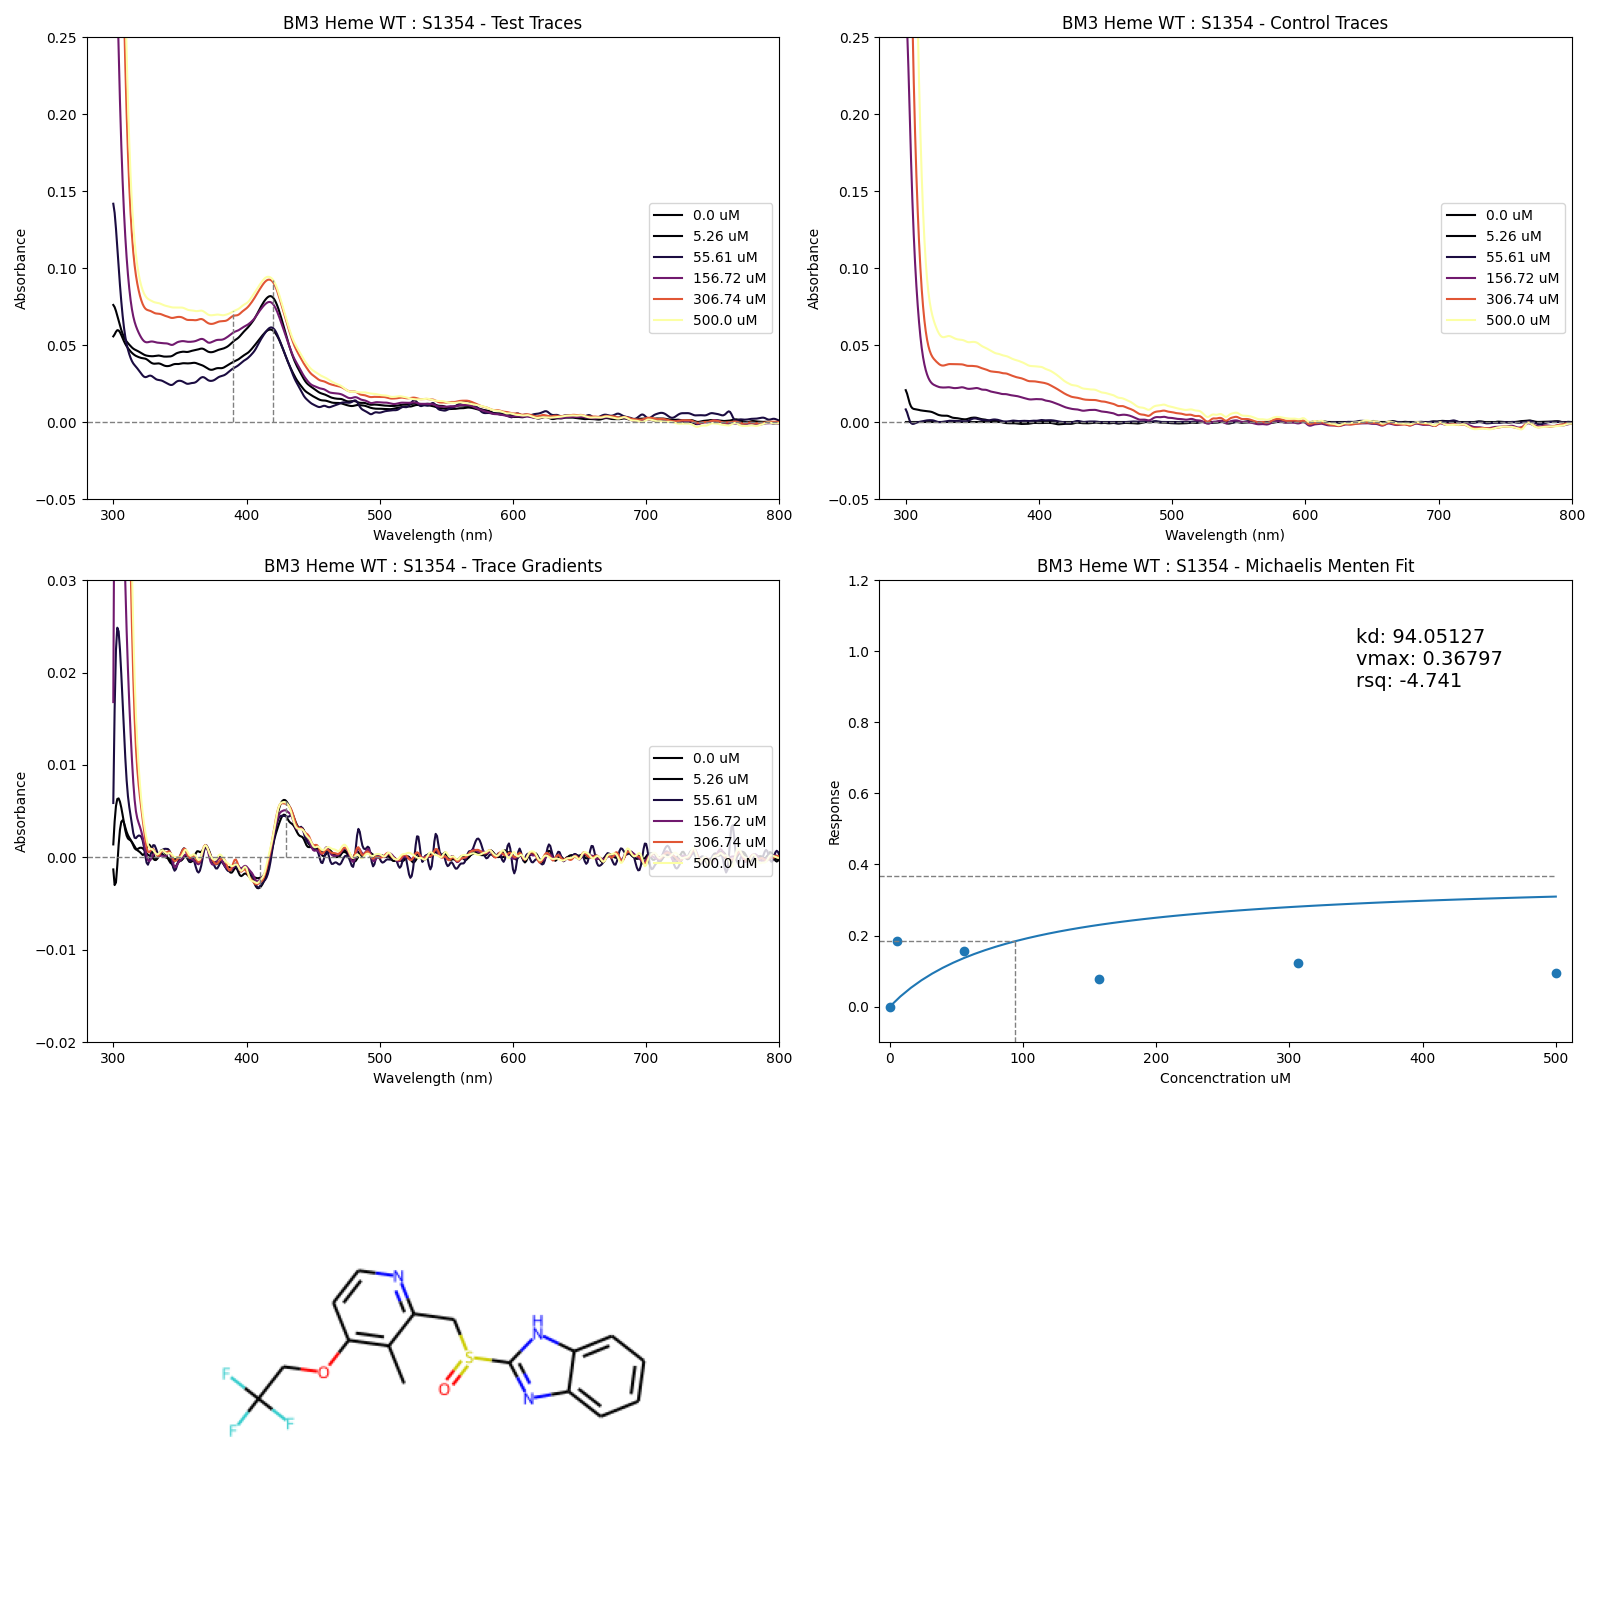 BM3 Heme WT : S1354 - Test Traces
Absorbance
0.25
0.20
0.15
0.10
0.05
0.00
−0.05
0.0 uM
5.26 uM
55.61 uM
156.72 uM
306.74 uM
500.0 uM
300 400 500 600 700 800
Wavelength (nm)
BM3 Heme WT : S1354 - Control Traces
Absorbance
0.25
0.20
0.15
0.10
0.05
0.00
−0.05
0.0 uM
5.26 uM
55.61 uM
156.72 uM
306.74 uM
500.0 uM
300 400 500 600 700 800
Wavelength (nm)
BM3 Heme WT : S1354 - Trace Gradients
Absorbance
0.03
0.02
0.01
0.00
−0.01
−0.02
0.0 uM
5.26 uM
55.61 uM
156.72 uM
306.74 uM
500.0 uM
300 400 500 600 700 800
Wavelength (nm)
BM3 Heme WT : S1354 - Michaelis Menten Fit
Response
1.2
1.0
0.8
0.6
0.4
0.2
0.0
kd: 94.05127
vmax: 0.36797
rsq: -4.741
0 100 200 300 400 500
Concenctration uM
N
H
N
S
O
N
O
F
F
F